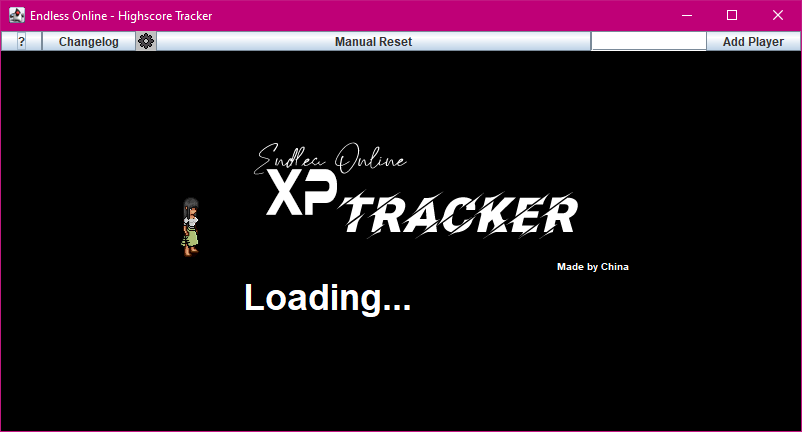 Endless Online - Highscore Tracker
? Changelog Manual Reset Add Player
Endless Online
XP TRACKER
Made by China
Loading...